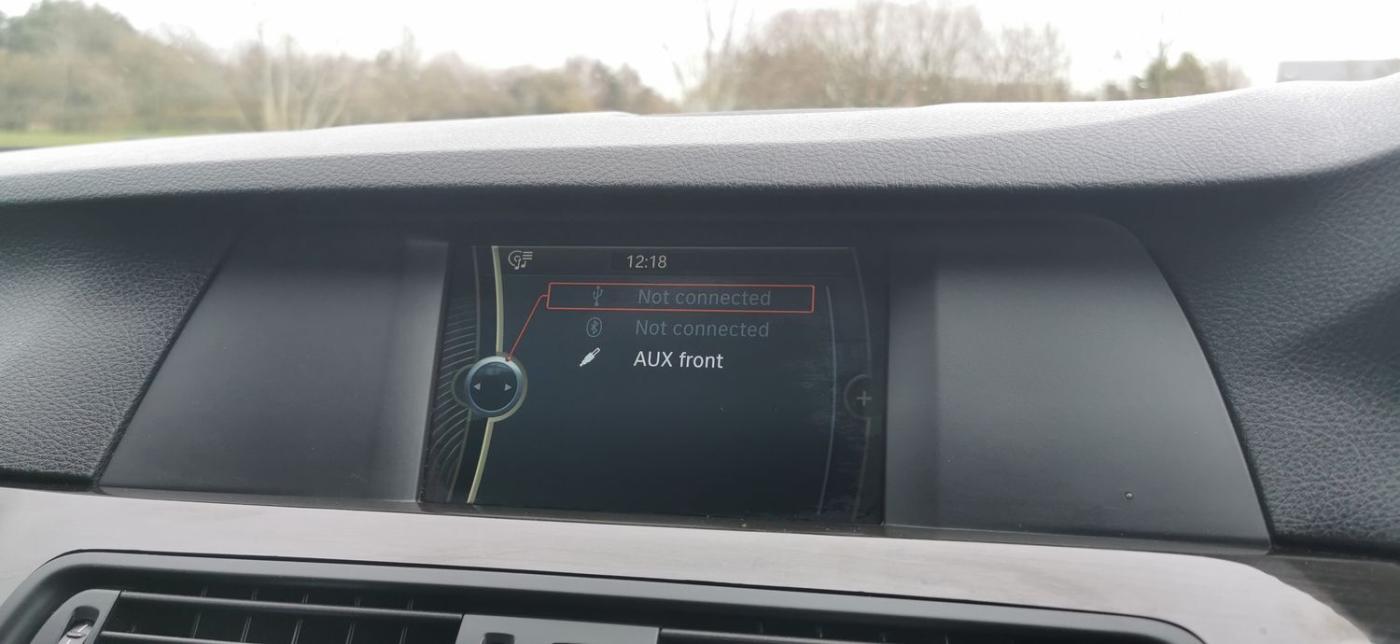 12:18
Not connected
Not connected
AUX front